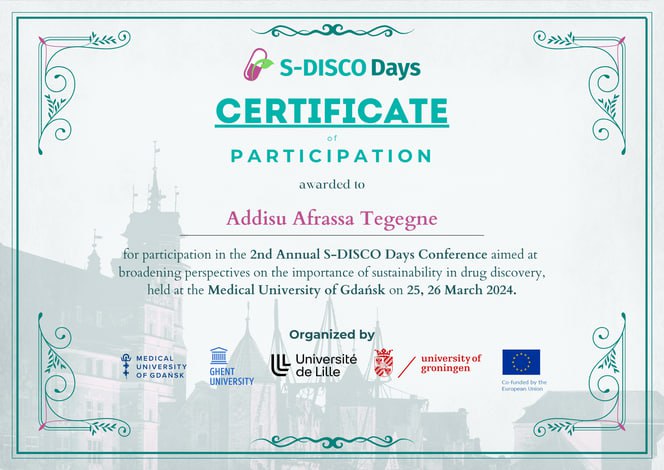 S-DISCO Days
CERTIFICATE
of
PARTICIPATION
awarded to
Addisu Afrassa Tegegne
for participation in the 2nd Annual S-DISCO Days Conference aimed at
broadening perspectives on the importance of sustainability in drug discovery,
held at the Medical University of Gdańsk on 25, 26 March 2024.
Organized by
MEDICAL
UNIVERSITY
OF GDAŃSK
GHENT
UNIVERSITY
Université
de Lille
university of
groningen
Co-funded by the
European Union